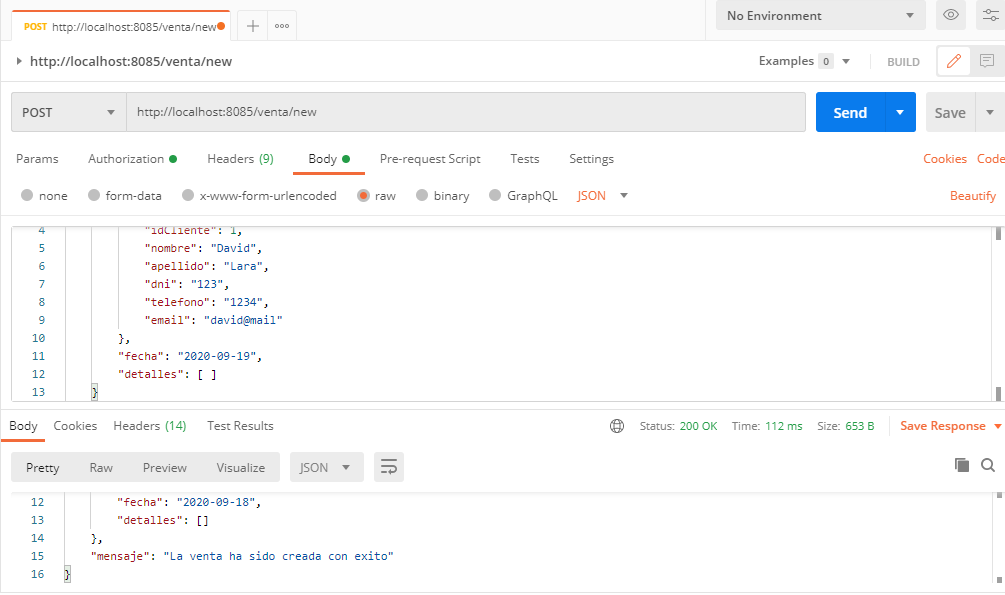 POST http://localhost:8085/venta/new
No Environment
http://localhost:8085/venta/new
Examples 0
BUILD
POST
http://localhost:8085/venta/new
Send
Save
Params
Authorization
Headers (9)
Body
Pre-request Script
Tests
Settings
Cookies
Code
none
form-data
x-www-form-urlencoded
raw
binary
GraphQL
JSON
Beautify
4 "idCliente": 1,
5 "nombre": "David",
6 "apellido": "Lara",
7 "dni": "123",
8 "telefono": "1234",
9 "email": "david@mail"
10 },
11 "fecha": "2020-09-19",
12 "detalles": [ ]
13 }
Body
Cookies
Headers (14)
Test Results
Status: 200 OK
Time: 112 ms
Size: 653 B
Save Response
Pretty
Raw
Preview
Visualize
JSON
12 "fecha": "2020-09-18",
13 "detalles": []
14 },
15 "mensaje": "La venta ha sido creada con exito"
16 }